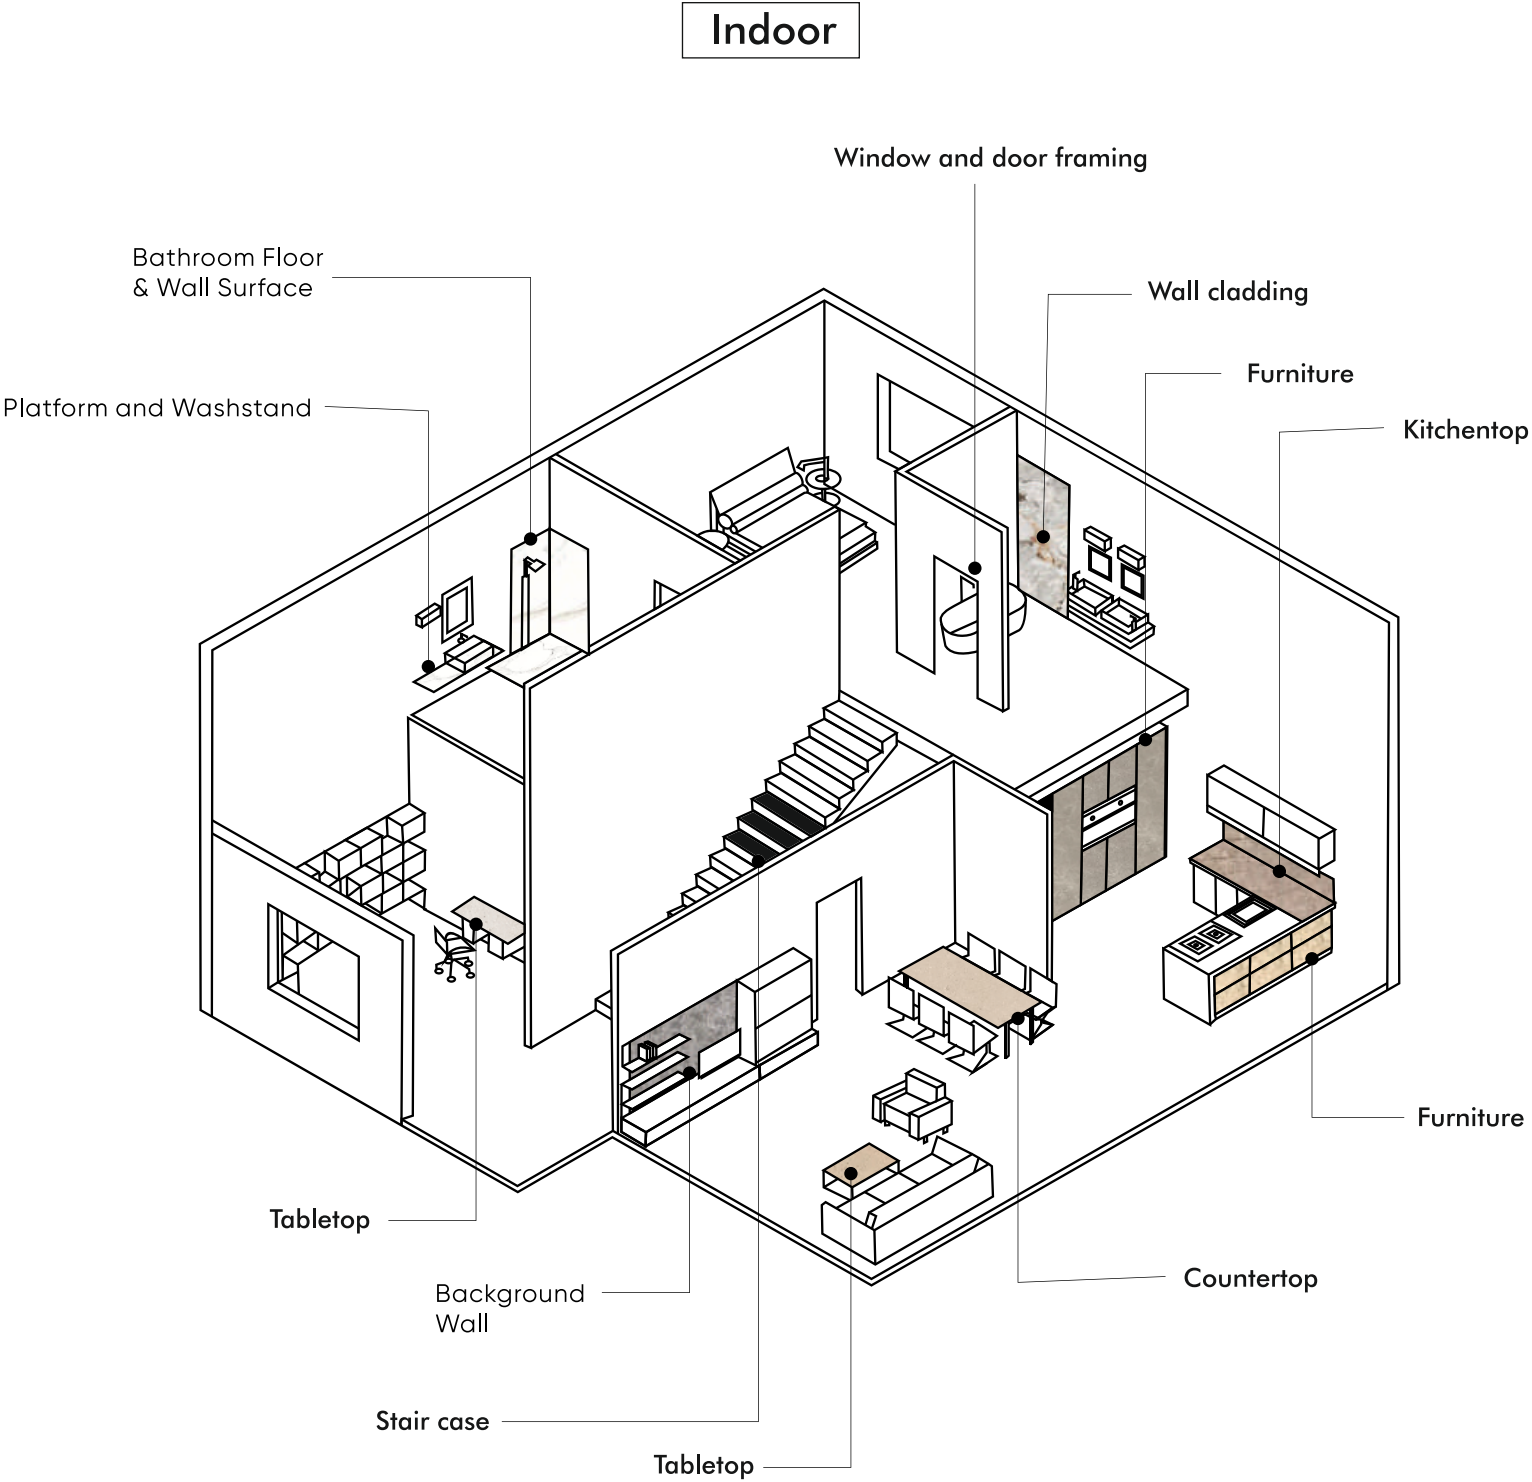 Indoor
Window and door framing
Bathroom Floor
& Wall Surface
Wall cladding
Furniture
Platform and Washstand
Kitchentop
Furniture
Tabletop
Countertop
Background
Wall
Stair case
Tabletop